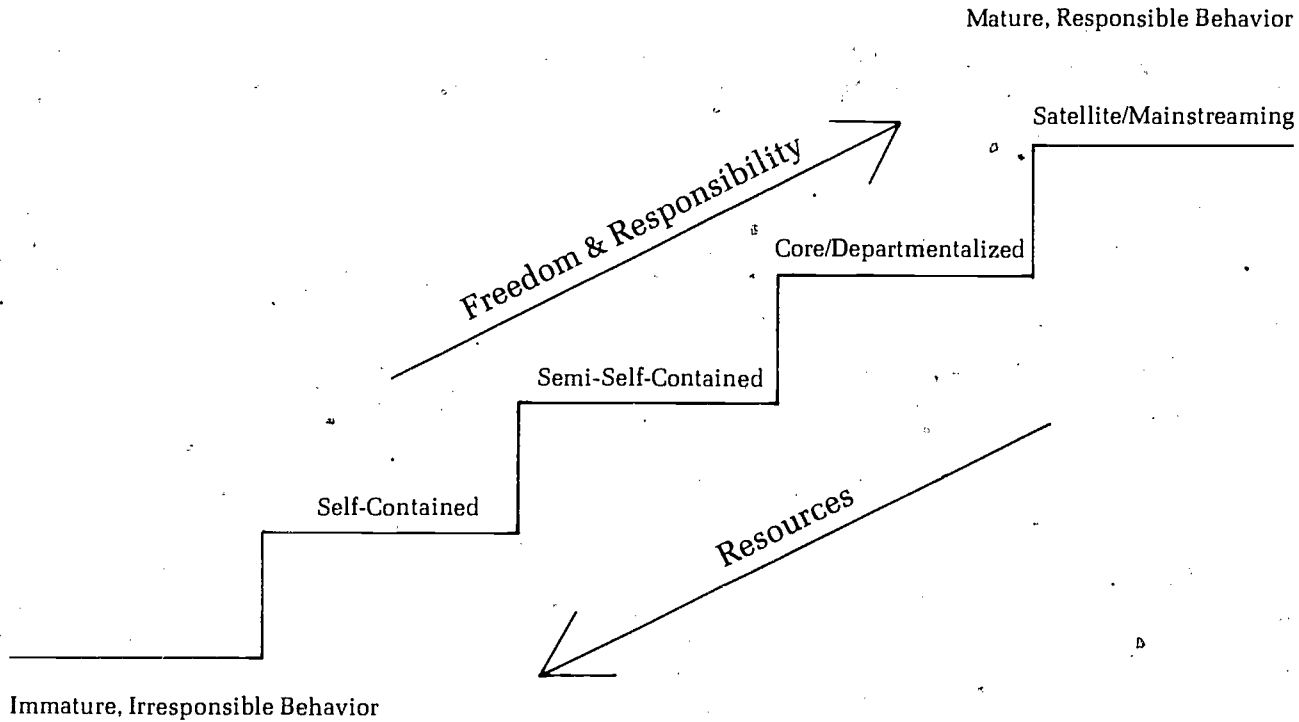 Mature, Responsible Behavior
Satellite/Mainstreaming
Freedom & Responsibility
Core/Departmentalized
Semi-Self-Contained
Self-Contained
Resources
Immature, Irresponsible Behavior